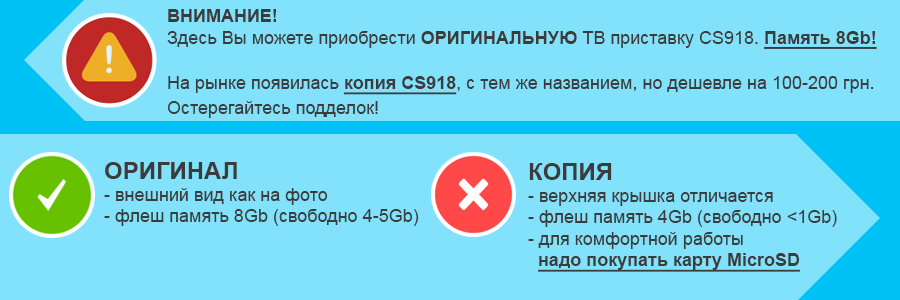 ВНИМАНИЕ!
Здесь Вы можете приобрести ОРИГИНАЛЬНУЮ ТВ приставку CS918. Память 8Gb!
На рынке появилась копия CS918, с тем же названием, но дешевле на 100-200 грн.
Остерегайтесь подделок!
ОРИГИНАЛ
- внешний вид как на фото
- флеш память 8Gb (свободно 4-5Gb)
КОПИЯ
- верхняя крышка отличается
- флеш память 4Gb (свободно <1Gb)
- для комфортной работы
надо покупать карту MicroSD